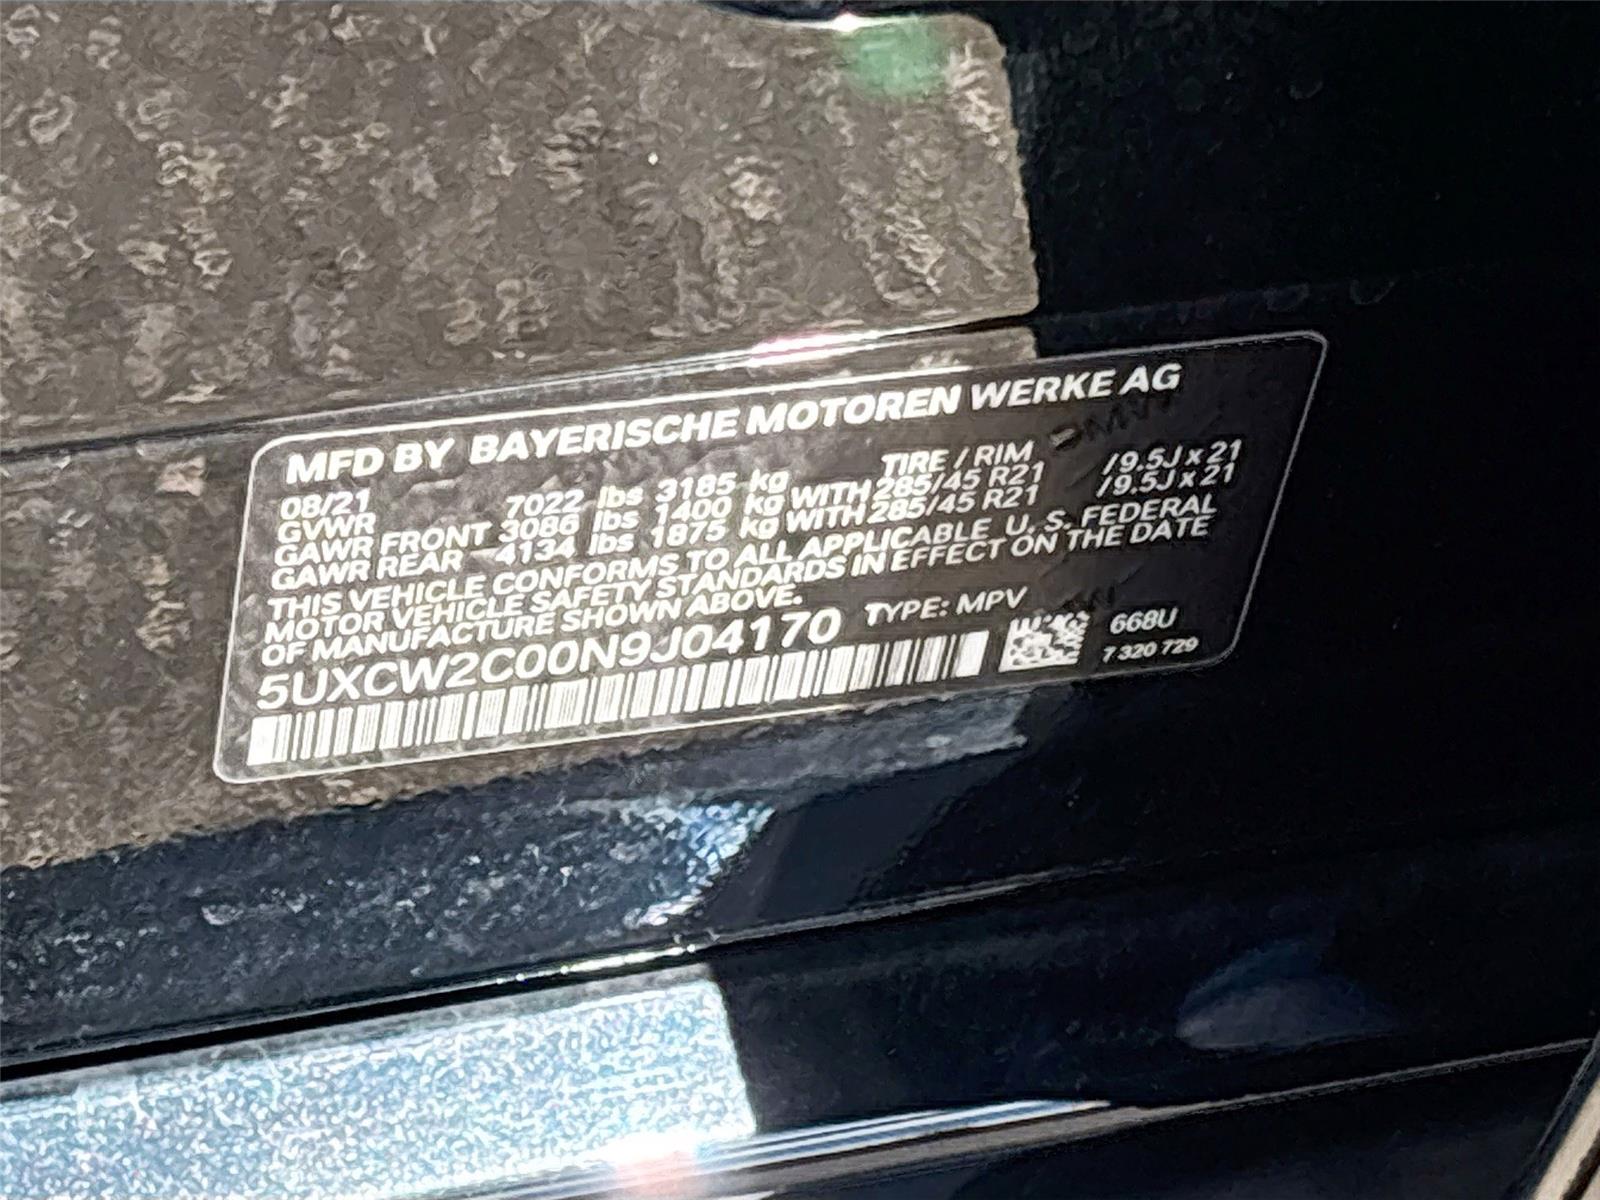 MFD BY BAYERISCHE MOTOREN WERKE AG
08/21 TIRE / RIM
GVWR 7022 lbs 3185 kg
GAWR FRONT 3086 lbs 1400 kg WITH 285/45 R21 /9.5J x 21
GAWR REAR 4134 lbs 1875 kg WITH 285/45 R21 /9.5J x 21
THIS VEHICLE CONFORMS TO ALL APPLICABLE U. S. FEDERAL
MOTOR VEHICLE SAFETY STANDARDS IN EFFECT ON THE DATE
OF MANUFACTURE SHOWN ABOVE.
5UXCW2C00N9J04170 TYPE: MPV
668U
7 320 729